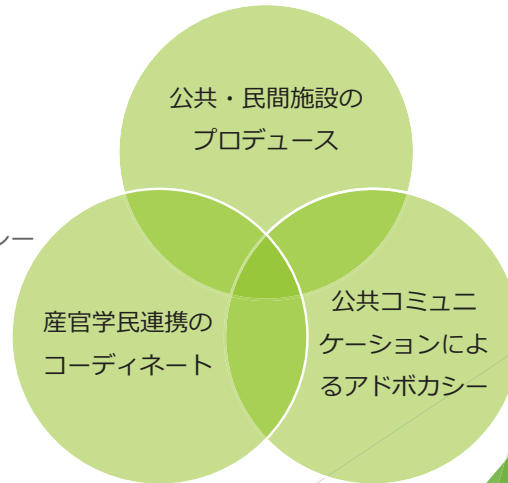 公共・民間施設の
プロデュース
シー
産官学民連携の
コーディネート
公共コミュニ
ケーションによ
るアドボカシー